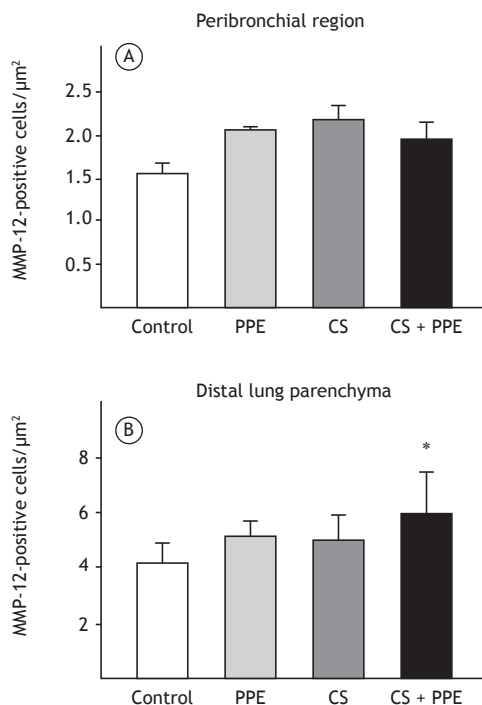 Peribronchial region
A
MMP-12-positive cells/µm²
2.5
2.0
1.5
1.0
0.5
Control PPE CS CS + PPE
Distal lung parenchyma
B
MMP-12-positive cells/µm²
*
8
6
4
2
Control PPE CS CS + PPE